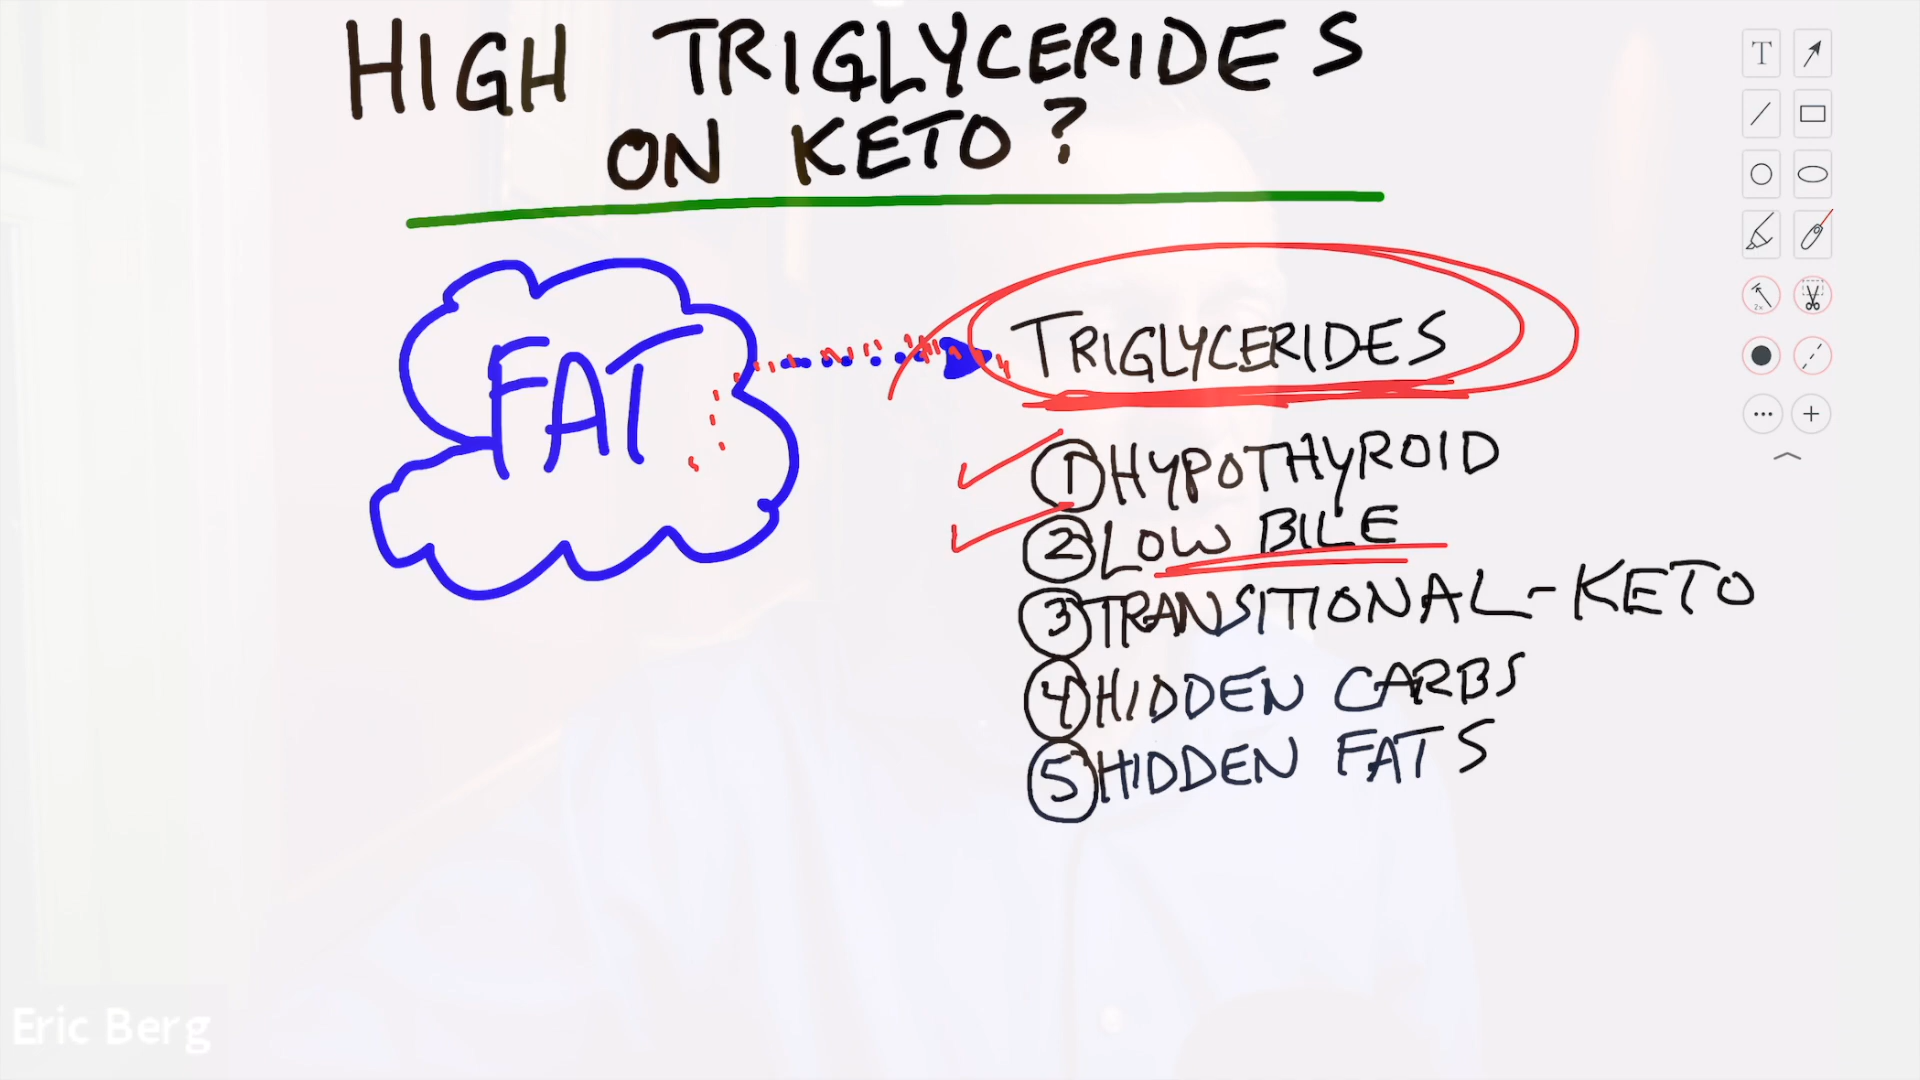 HIGH TRIGLYCERIDES
ON KETO?
FAT
TRIGLYCERIDES
1 HYPOTHYROID
2 LOW BILE
3 TRANSITIONAL-KETO
4 HIDDEN CARBS
5 HIDDEN FATS
T
2x
Eric Berg